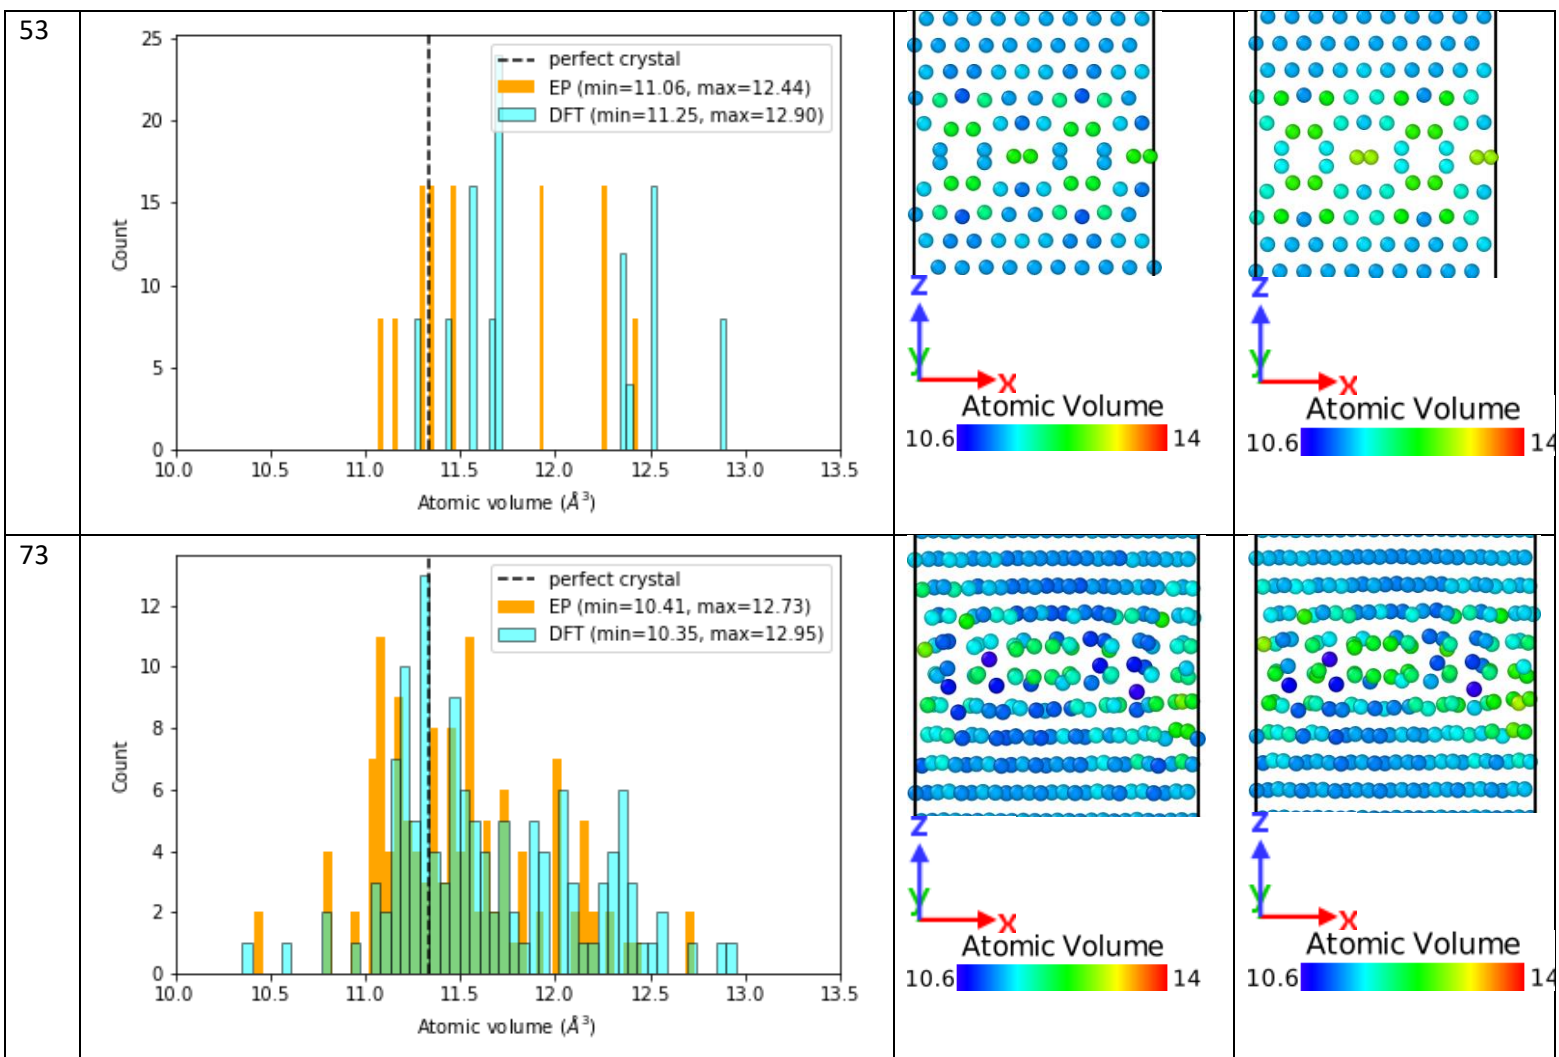 53
25
20
15
10
5
0
Count
perfect crystal
EP (min=11.06, max=12.44)
DFT (min=11.25, max=12.90)
10.0 10.5 11.0 11.5 12.0 12.5 13.0 13.5
Atomic volume (Å³)
Z
y
X
Atomic Volume
10.6 14
Z
y
X
Atomic Volume
10.6 14
73
12
10
8
6
4
2
0
Count
perfect crystal
EP (min=10.41, max=12.73)
DFT (min=10.35, max=12.95)
10.0 10.5 11.0 11.5 12.0 12.5 13.0 13.5
Atomic volume (Å³)
Z
y
X
Atomic Volume
10.6 14
Z
y
X
Atomic Volume
10.6 14